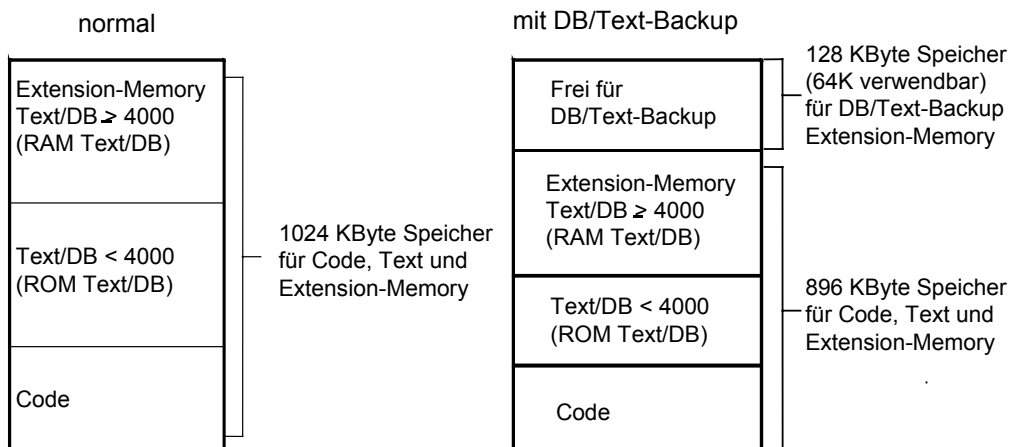 normal
Extension-Memory
Text/DB ≥ 4000
(RAM Text/DB)
Text/DB < 4000
(ROM Text/DB)
Code
1024 KByte Speicher
für Code, Text und
Extension-Memory
mit DB/Text-Backup
Frei für
DB/Text-Backup
Extension-Memory
Text/DB ≥ 4000
(RAM Text/DB)
Text/DB < 4000
(ROM Text/DB)
Code
128 KByte Speicher
(64K verwendbar)
für DB/Text-Backup
Extension-Memory
896 KByte Speicher
für Code, Text und
Extension-Memory
.